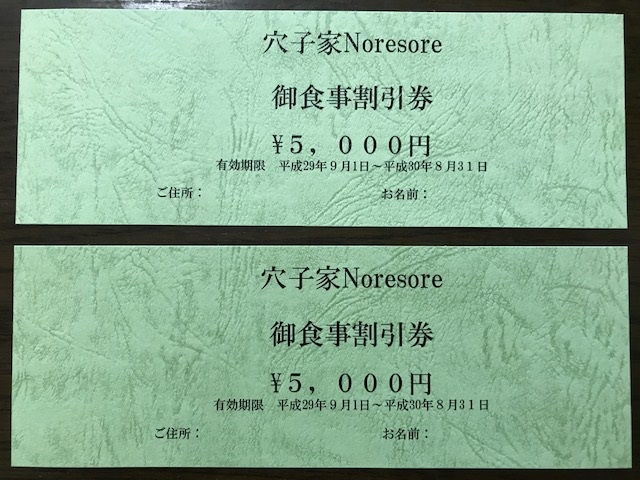 穴子家Noresore
御食事割引券
¥５，０００円
有効期限　平成29年９月1日～平成30年８月3１日
ご住所：　お名前：
穴子家Noresore
御食事割引券
¥５，０００円
有効期限　平成29年９月1日～平成30年８月3１日
ご住所：　お名前：